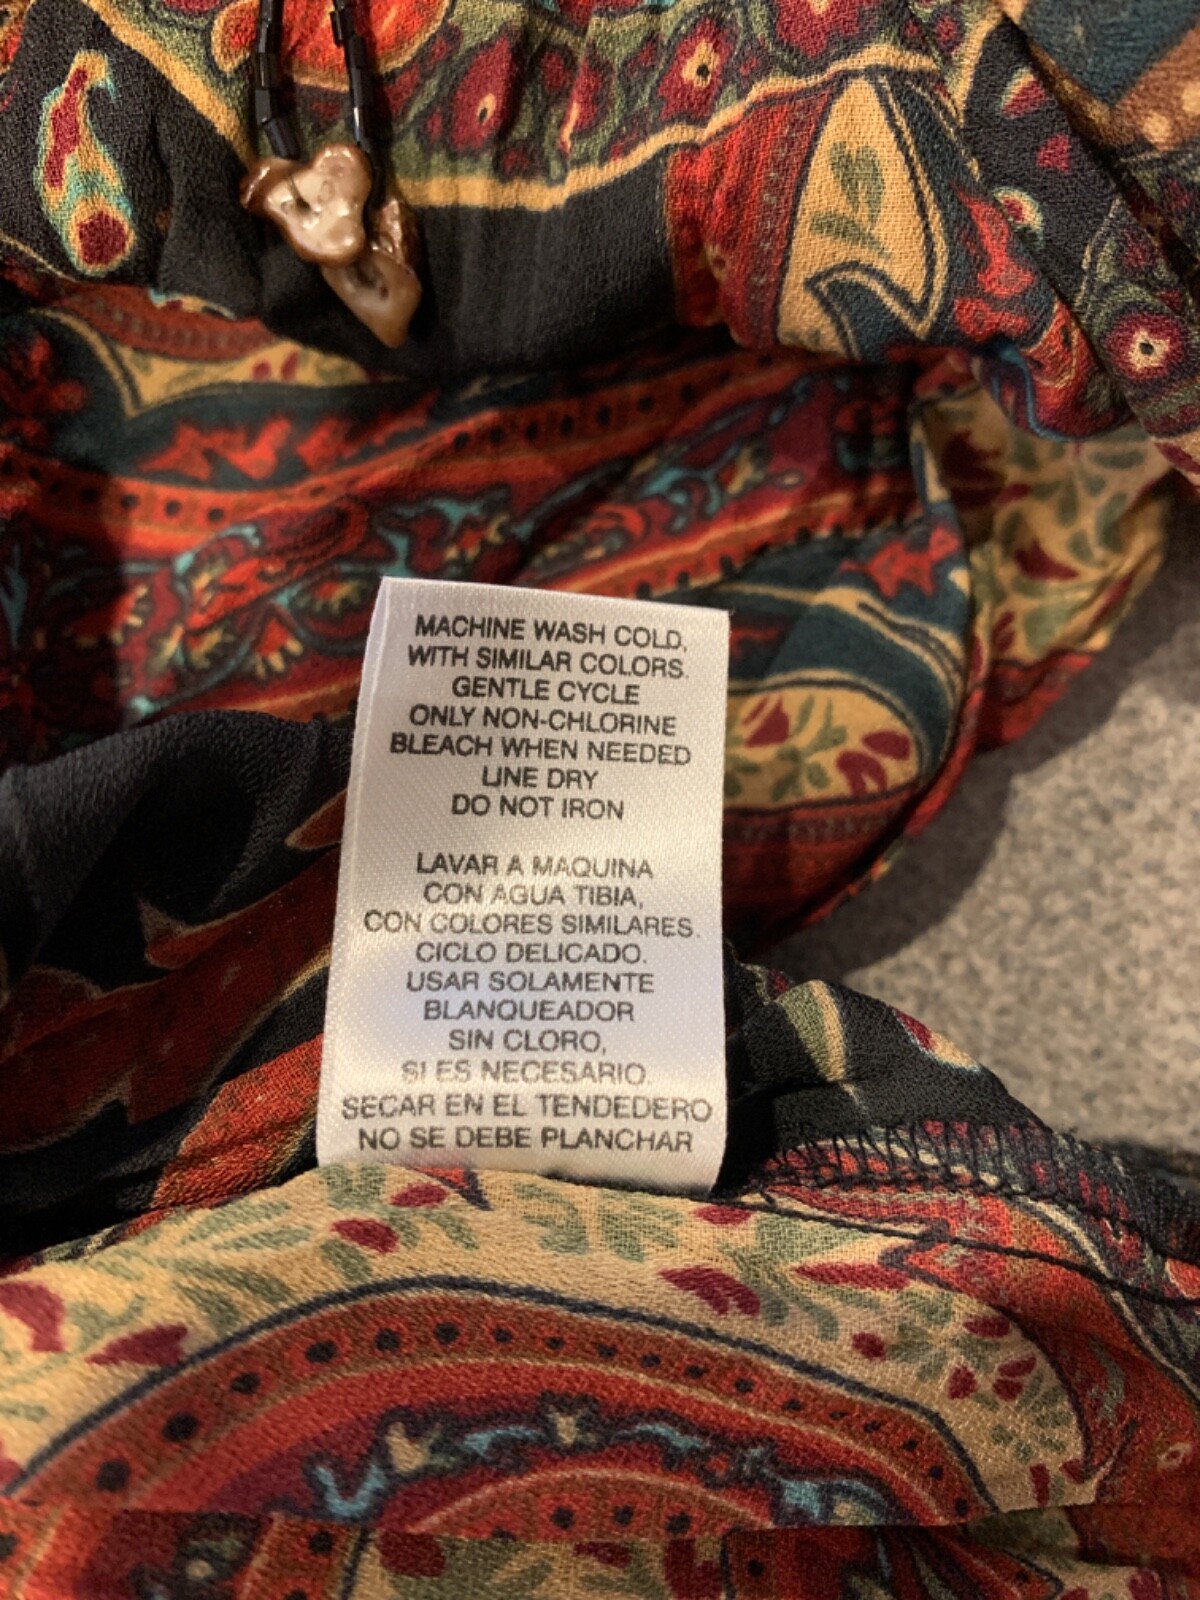 MACHINE WASH COLD,
WITH SIMILAR COLORS.
GENTLE CYCLE
ONLY NON-CHLORINE
BLEACH WHEN NEEDED
LINE DRY
DO NOT IRON
LAVAR A MAQUINA
CON AGUA TIBIA,
CON COLORES SIMILARES.
CICLO DELICADO.
USAR SOLAMENTE
BLANQUEADOR
SIN CLORO,
SI ES NECESARIO.
SECAR EN EL TENDEDERO
NO SE DEBE PLANCHAR